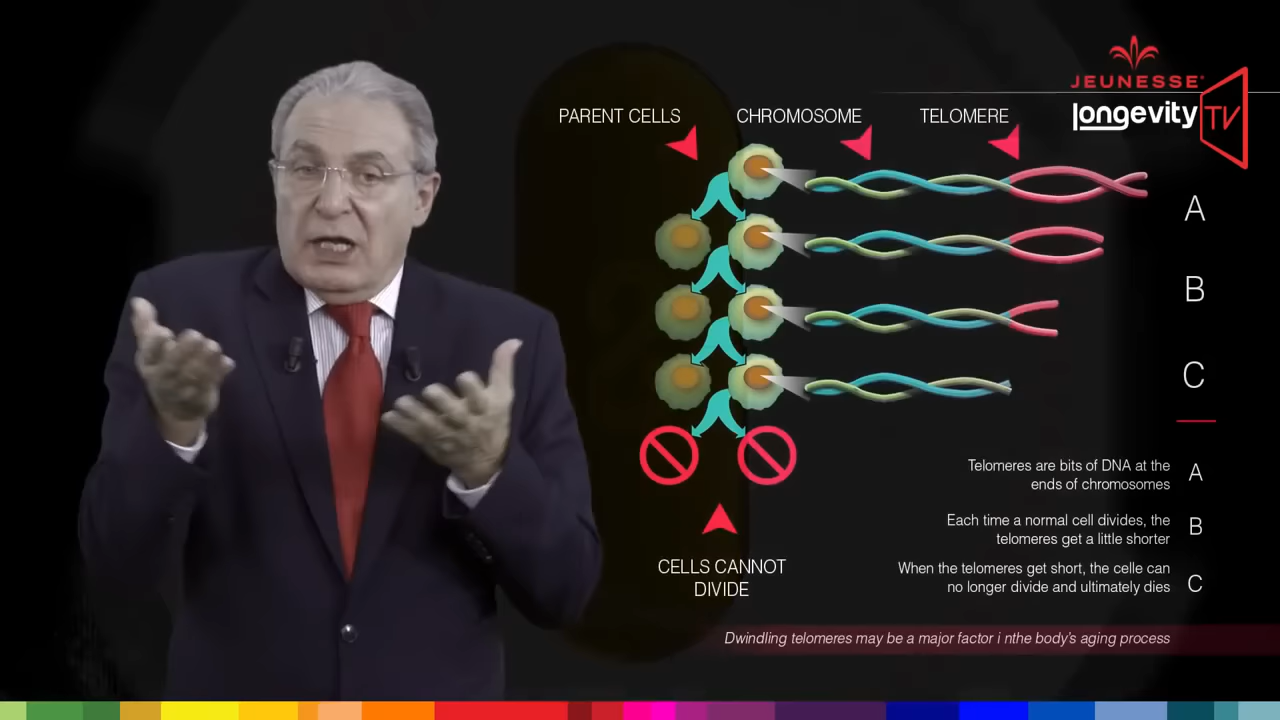 JEUNESSE
longevity TV
PARENT CELLS
CHROMOSOME
TELOMERE
A
B
C
Telomeres are bits of DNA at the
ends of chromosomes
A
Each time a normal cell divides, the
telomeres get a little shorter
B
When the telomeres get short, the celle can
no longer divide and ultimately dies
C
CELLS CANNOT
DIVIDE
Dwindling telomeres may be a major factor i nthe body's aging process